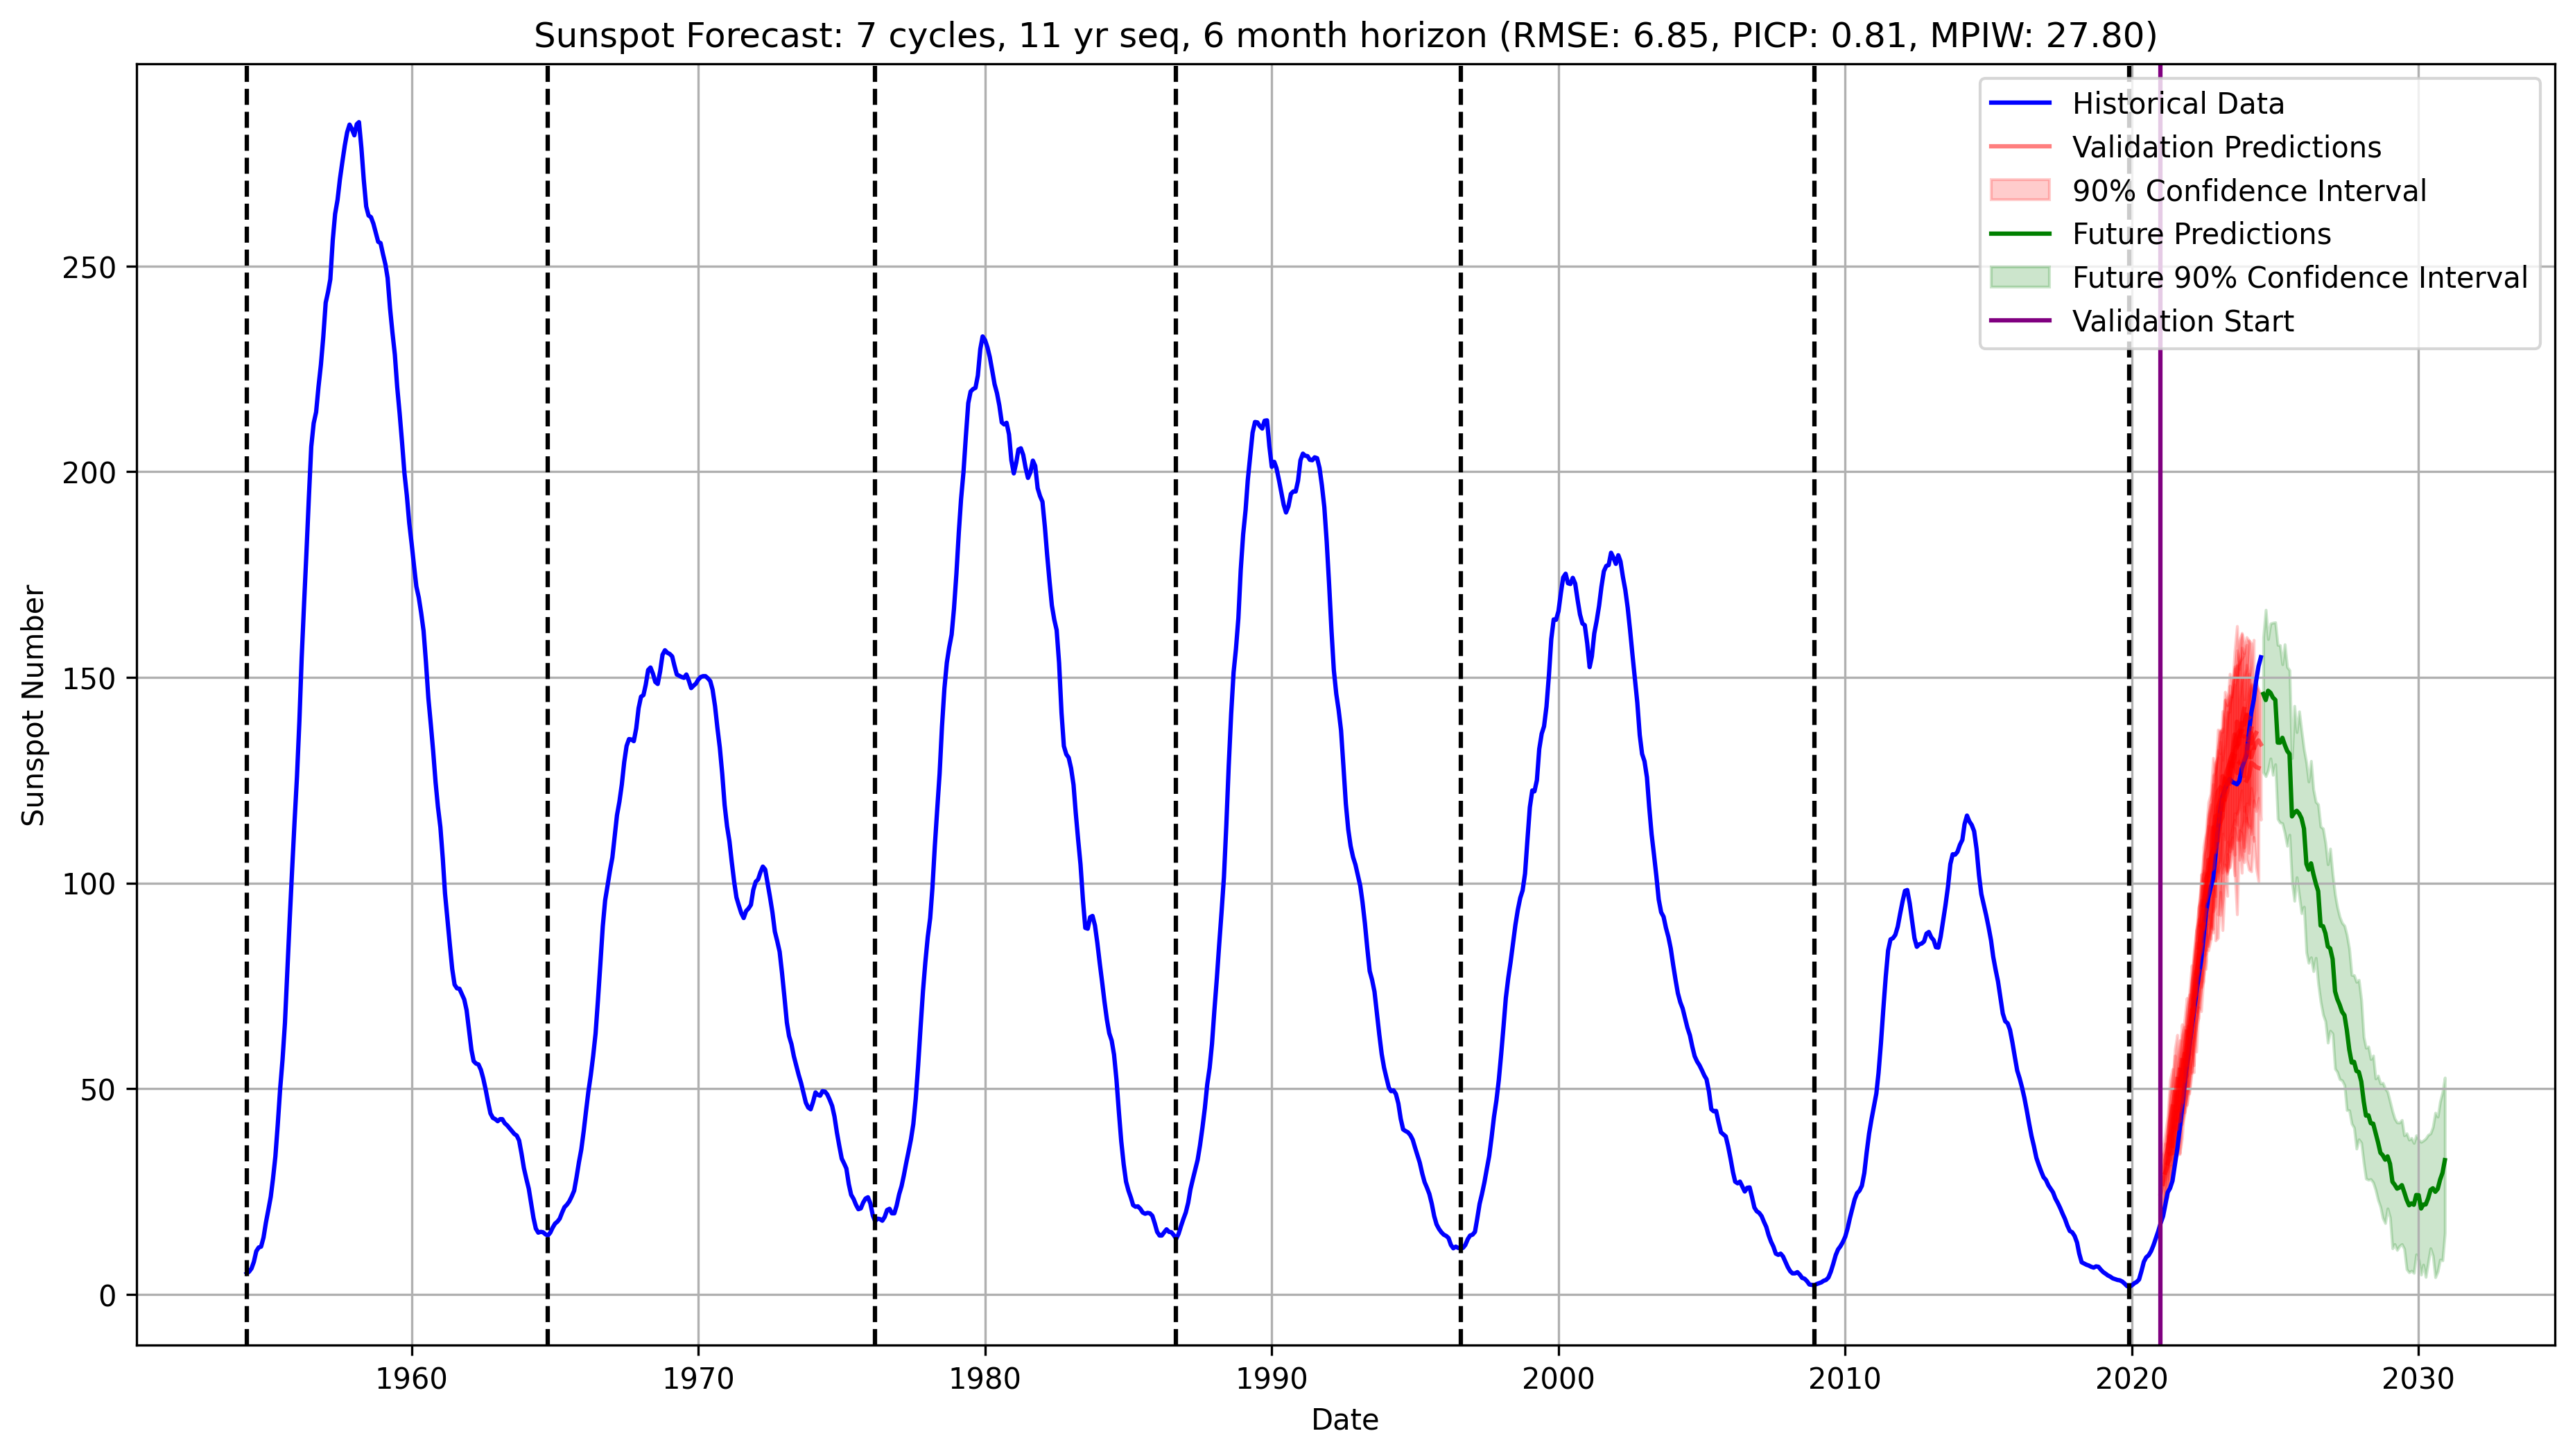 Sunspot Forecast: 7 cycles, 11 yr seq, 6 month horizon (RMSE: 6.85, PICP: 0.81, MPIW: 27.80)
Historical Data
Validation Predictions
90% Confidence Interval
Future Predictions
Future 90% Confidence Interval
Validation Start
Sunspot Number
250
200
150
100
50
0
1960 1970 1980 1990 2000 2010 2020 2030
Date